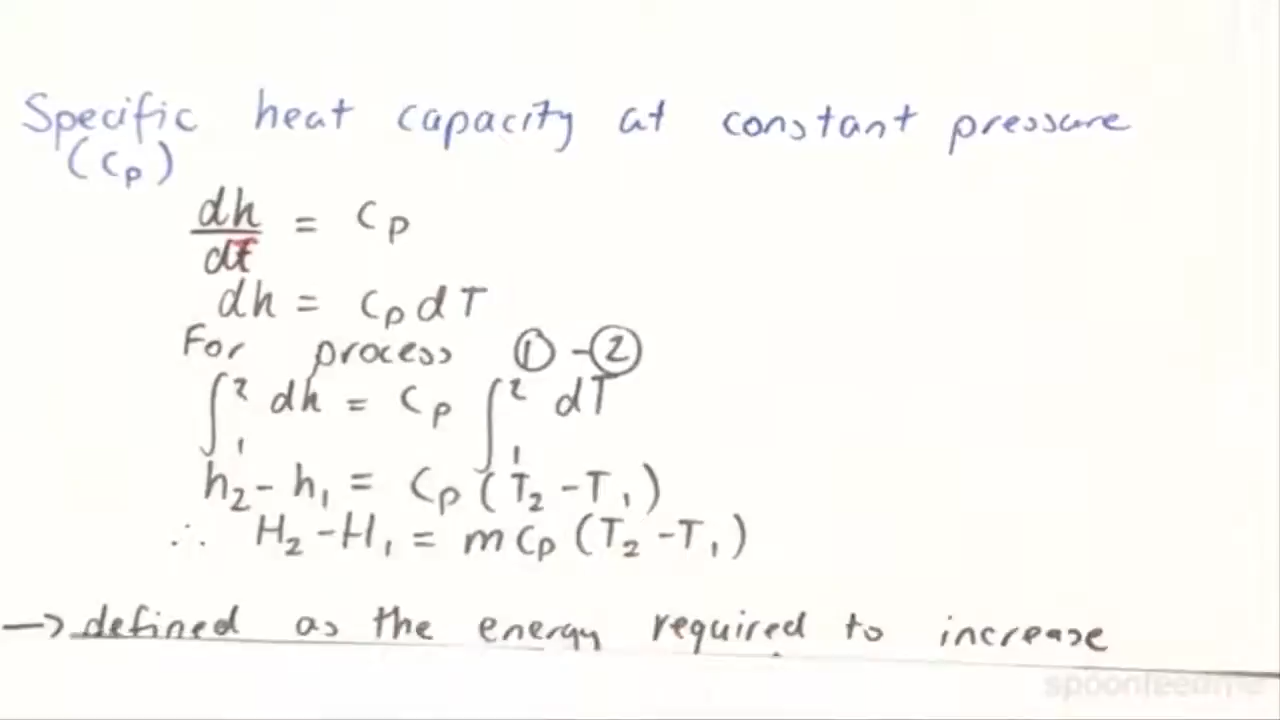 Specific heat capacity at constant pressure
(Cp)
dh/dT = Cp
dh = Cp dT
For process ① - ②
∫₁² dh = Cp ∫₁² dT
h₂ - h₁ = Cp (T₂ - T₁)
∴ H₂ - H₁ = m Cp (T₂ - T₁)
→ defined as the energy required to increase
spoonfeedme